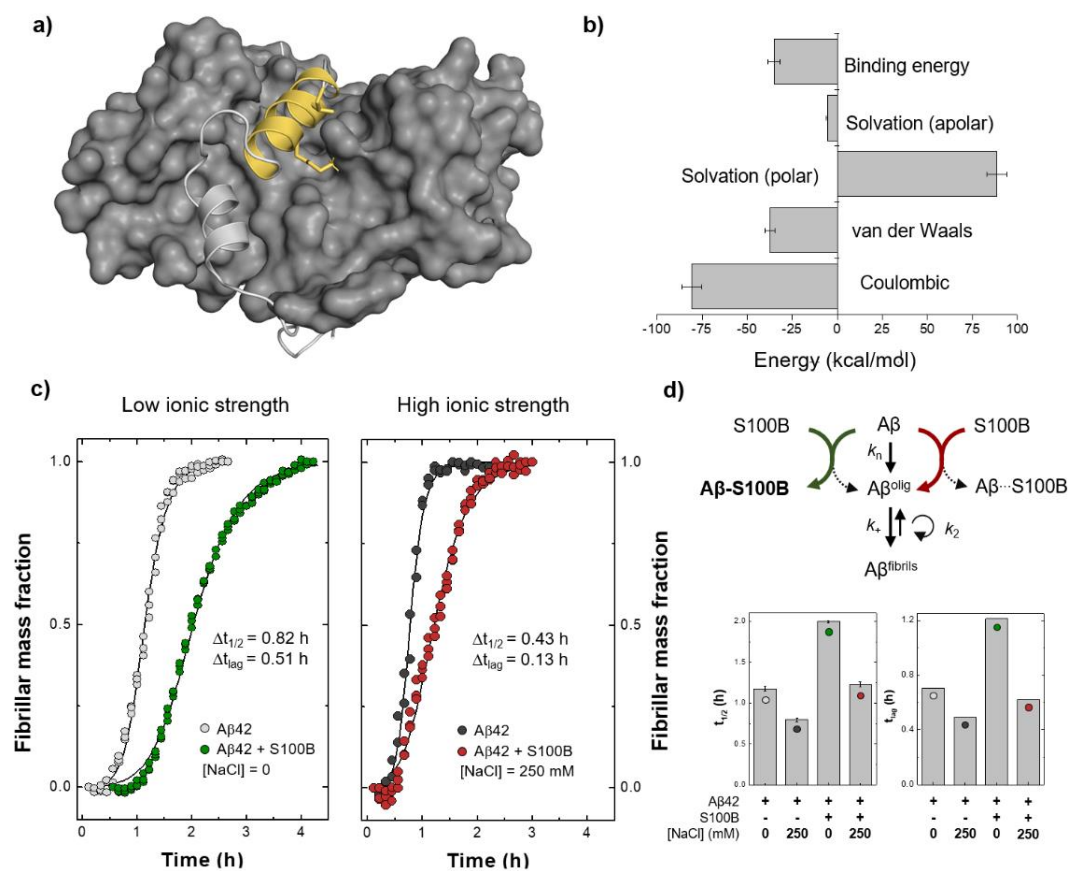 a)
b)
Binding energy
Solvation (apolar)
Solvation (polar)
van der Waals
Coulombic
-100 -75 -50 -25 0 25 50 75 100
Energy (kcal/mol)
c)
Low ionic strength
High ionic strength
Fibrillar mass fraction
1.0
0.5
0.0
Δt1/2 = 0.82 h
Δtlag = 0.51 h
Aβ42
Aβ42 + S100B
[NaCl] = 0
0 1 2 3 4
Time (h)
1.0
0.5
0.0
Fibrillar mass fraction
Δt1/2 = 0.43 h
Δtlag = 0.13 h
Aβ42
Aβ42 + S100B
[NaCl] = 250 mM
0 1 2 3 4
Time (h)
d)
S100B Aβ S100B
kn
Aβ-S100B Aβolig Aβ···S100B
k+ k2
Aβfibrils
t1/2 (h)
2.0
1.5
1.0
0.5
0.0
tlag (h)
1.2
0.8
0.4
0.0
Aβ42 + + + + + + + +
S100B - - + + - - + +
[NaCl] (mM) 0 250 0 250 0 250 0 250